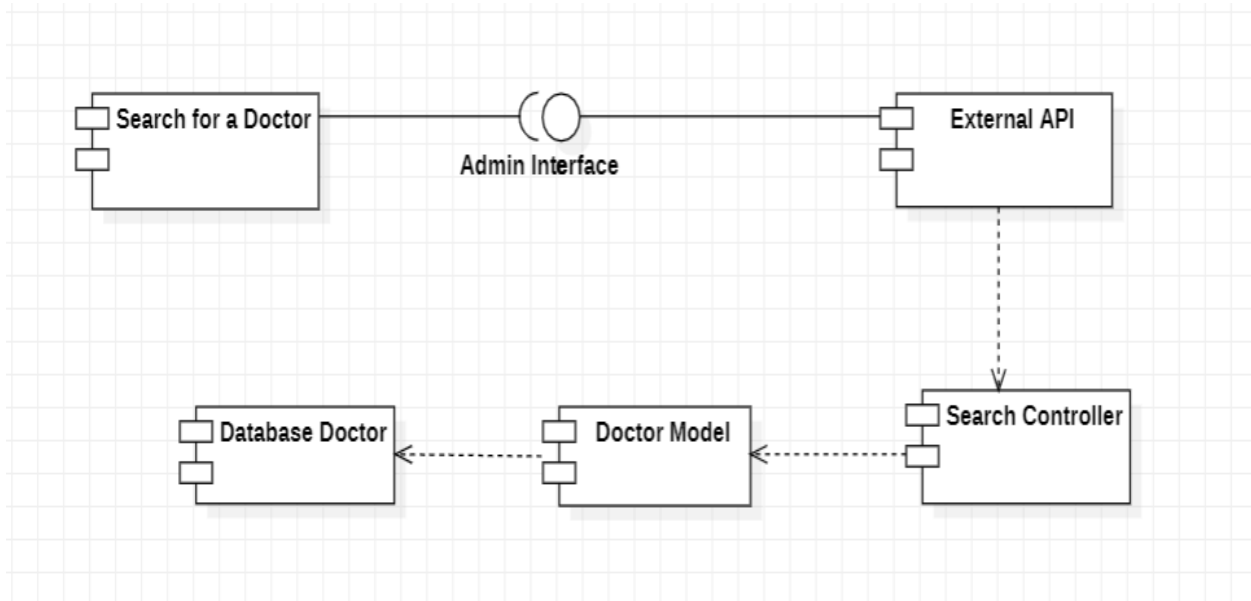 Search for a Doctor
External API
Admin Interface
Search Controller
Database Doctor
Doctor Model